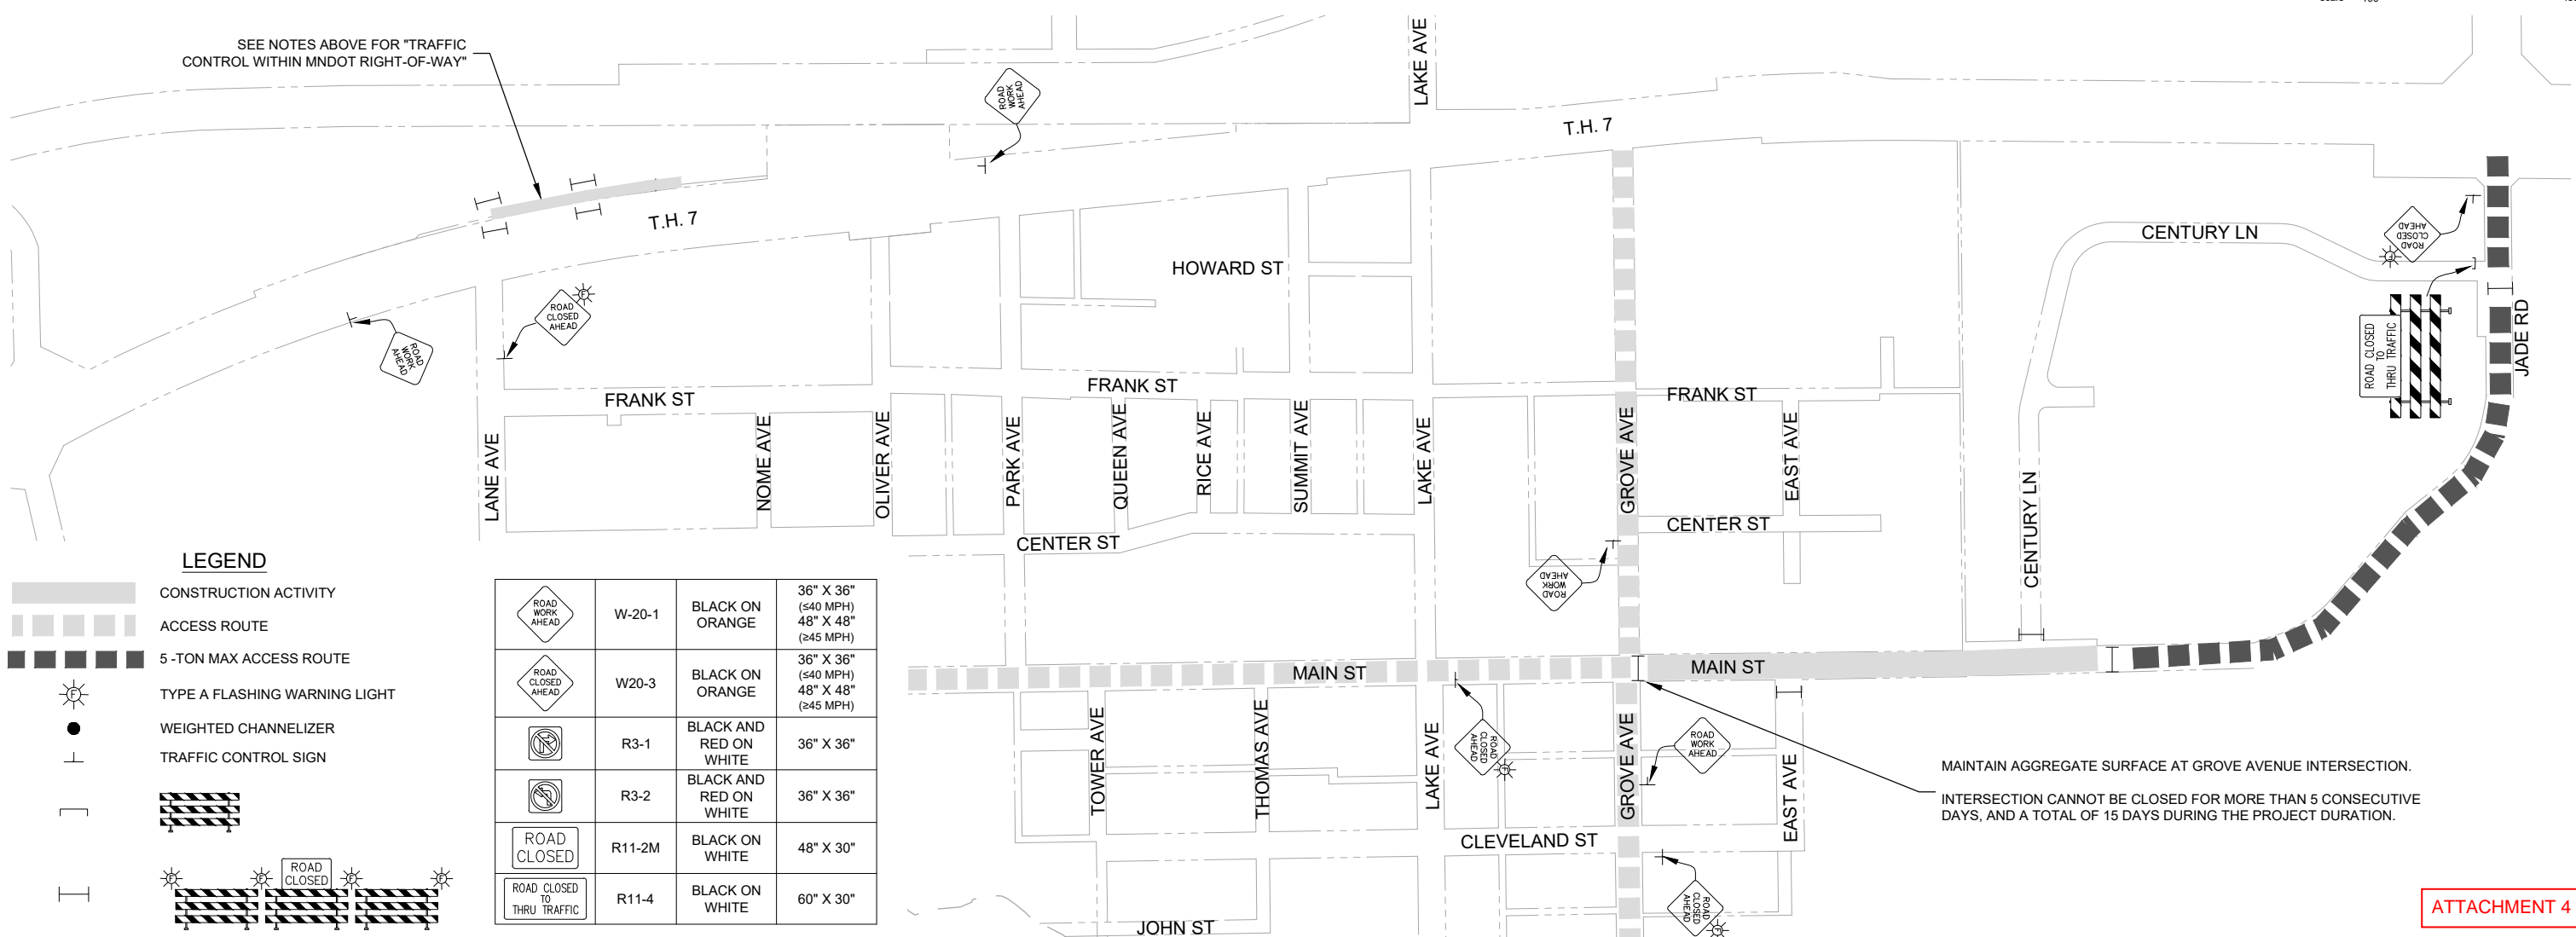 SEE NOTES ABOVE FOR "TRAFFIC
CONTROL WITHIN MNDOT RIGHT-OF-WAY"
ROAD
WORK
AHEAD
LAKE AVE
T.H. 7
T.H. 7
ROAD
CLOSED
AHEAD
F
CENTURY LN
HOWARD ST
ROAD
CLOSED
AHEAD
F
ROAD
WORK
AHEAD
ROAD CLOSED
TO
THRU TRAFFIC
JADE RD
FRANK ST
FRANK ST
FRANK ST
LANE AVE
NOME AVE
OLIVER AVE
PARK AVE
QUEEN AVE
RICE AVE
SUMMIT AVE
LAKE AVE
GROVE AVE
EAST AVE
CENTURY LN
CENTER ST
CENTER ST
ROAD
WORK
AHEAD
MAIN ST
MAIN ST
TOWER AVE
THOMAS AVE
LAKE AVE
ROAD
CLOSED
AHEAD
F
GROVE AVE
ROAD
WORK
AHEAD
EAST AVE
MAINTAIN AGGREGATE SURFACE AT GROVE AVENUE INTERSECTION.
INTERSECTION CANNOT BE CLOSED FOR MORE THAN 5 CONSECUTIVE
DAYS, AND A TOTAL OF 15 DAYS DURING THE PROJECT DURATION.
CLEVELAND ST
ROAD
CLOSED
AHEAD
F
JOHN ST
LEGEND
CONSTRUCTION ACTIVITY
ACCESS ROUTE
5 -TON MAX ACCESS ROUTE
F
TYPE A FLASHING WARNING LIGHT
WEIGHTED CHANNELIZER
TRAFFIC CONTROL SIGN
F F F F
ROAD
CLOSED
ROAD
WORK
AHEAD
W-20-1
BLACK ON
ORANGE
36" X 36"
(≤40 MPH)
48" X 48"
(≥45 MPH)
ROAD
CLOSED
AHEAD
W20-3
BLACK ON
ORANGE
36" X 36"
(≤40 MPH)
48" X 48"
(≥45 MPH)
R3-1
BLACK AND
RED ON
WHITE
36" X 36"
R3-2
BLACK AND
RED ON
WHITE
36" X 36"
ROAD
CLOSED
R11-2M
BLACK ON
WHITE
48" X 30"
ROAD CLOSED
TO
THRU TRAFFIC
R11-4
BLACK ON
WHITE
60" X 30"
ATTACHMENT 4